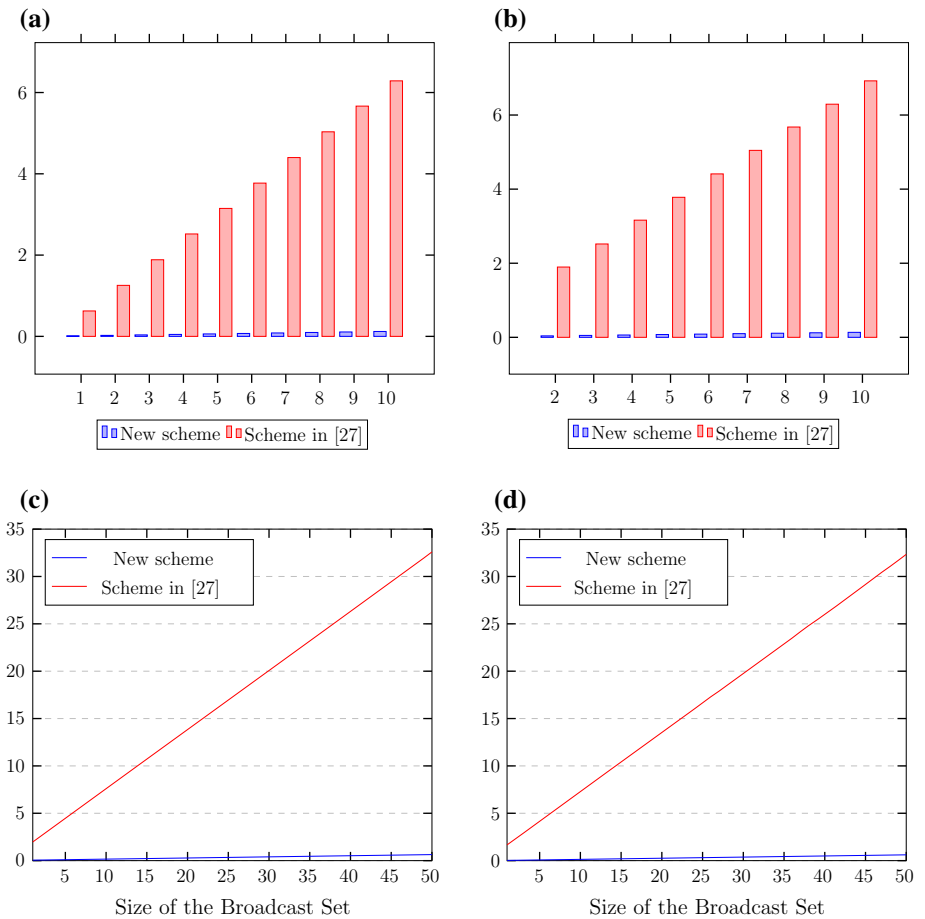 (a)
6
4
2
0
1 2 3 4 5 6 7 8 9 10
New scheme Scheme in [27]
(b)
6
4
2
0
2 3 4 5 6 7 8 9 10
New scheme Scheme in [27]
(c)
35
30
25
20
15
10
5
0
New scheme
Scheme in [27]
5 10 15 20 25 30 35 40 45 50
Size of the Broadcast Set
(d)
35
30
25
20
15
10
5
0
New scheme
Scheme in [27]
5 10 15 20 25 30 35 40 45 50
Size of the Broadcast Set